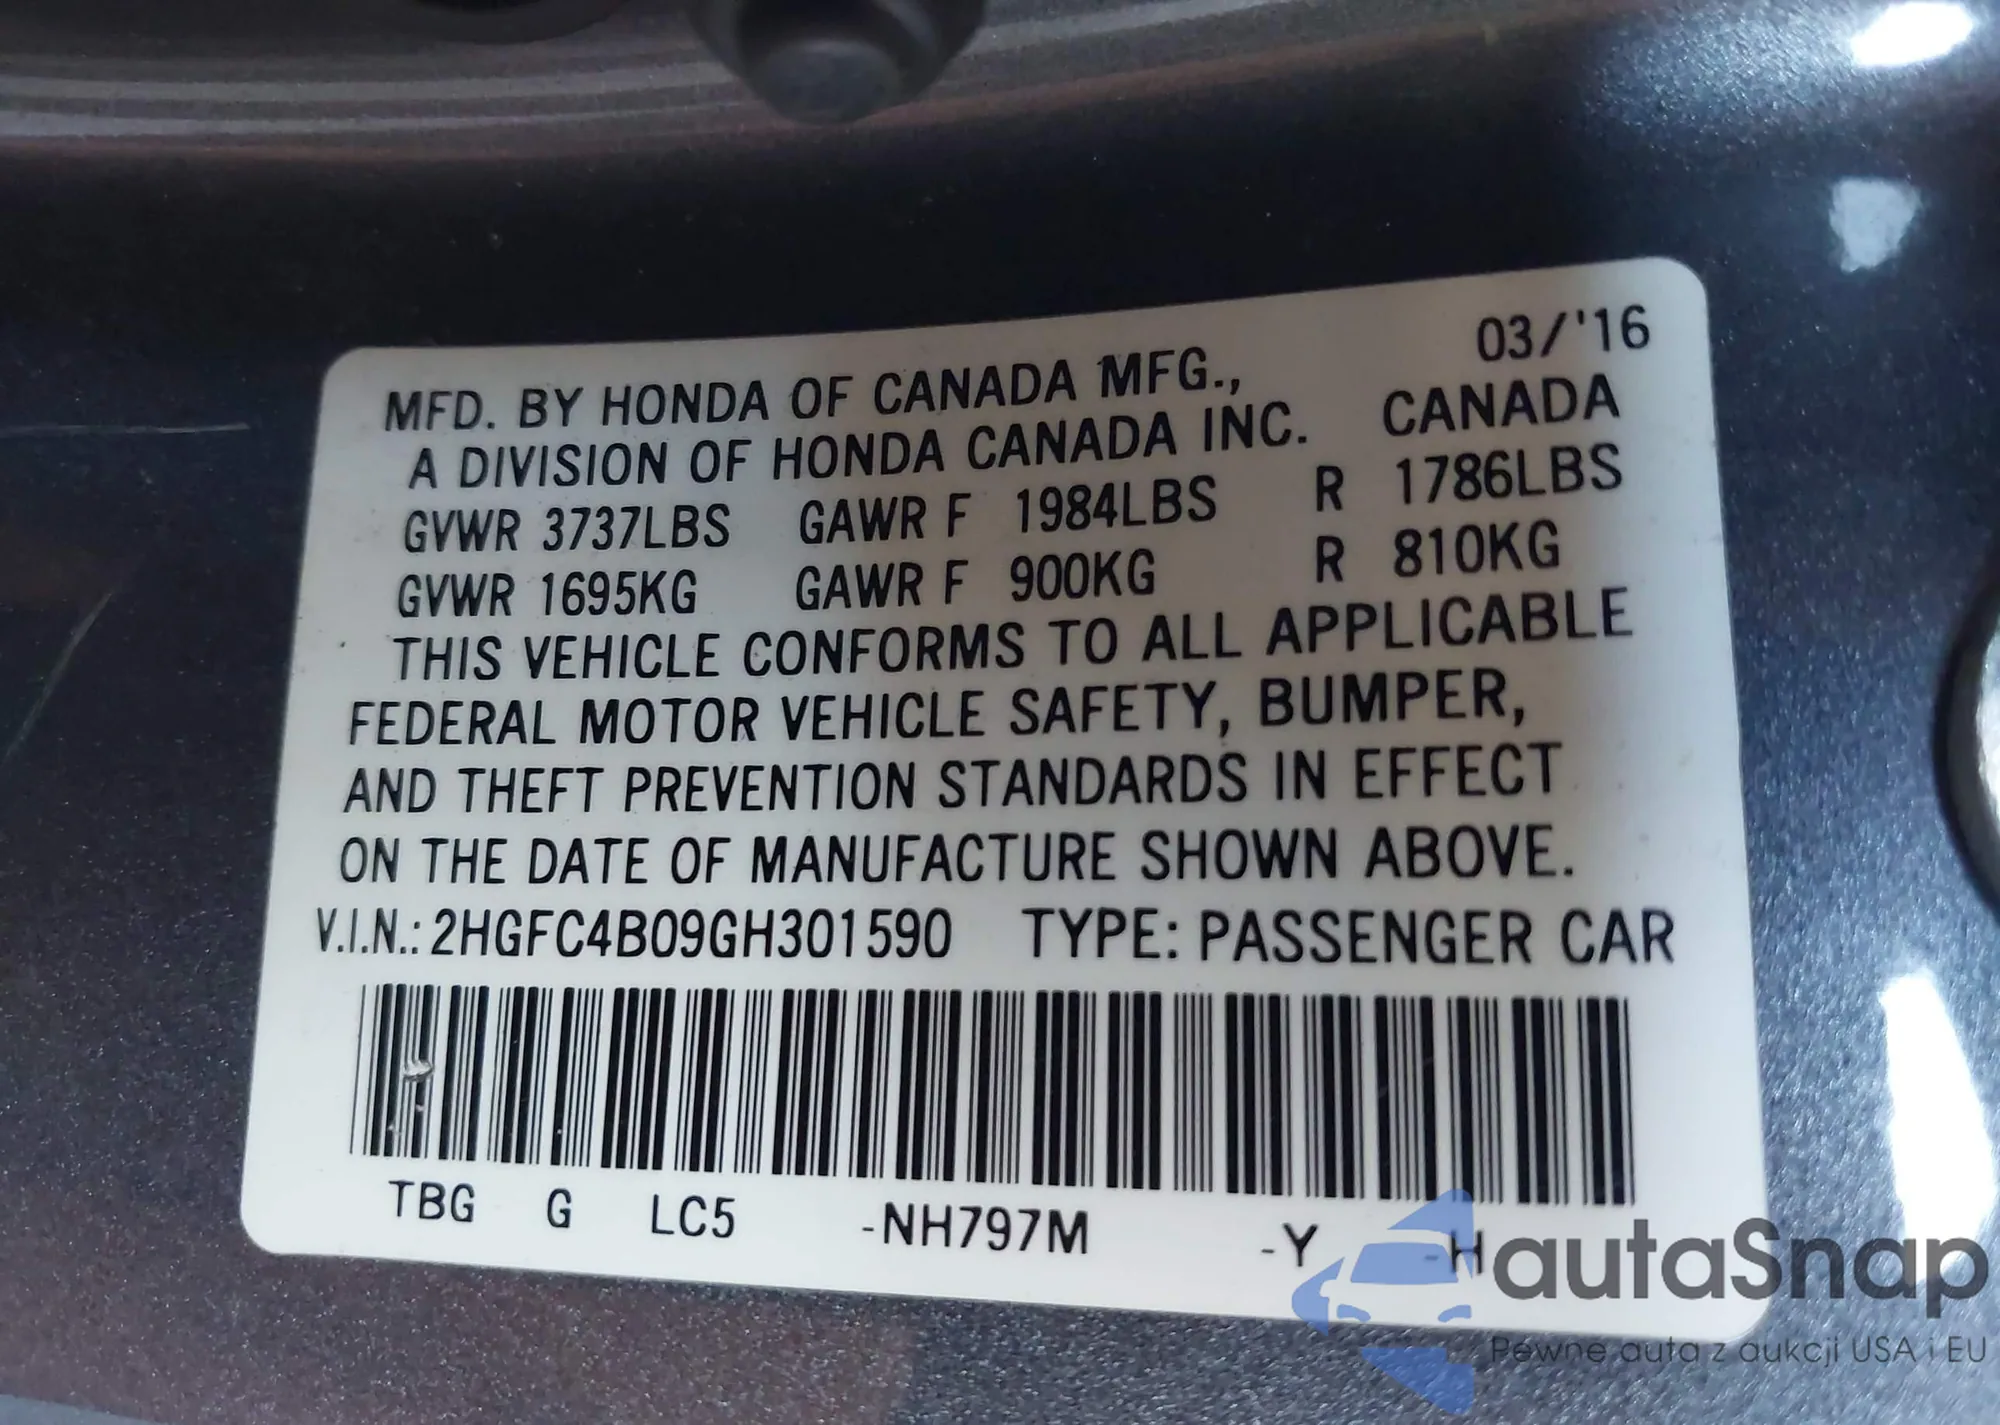 03/'16
MFD. BY HONDA OF CANADA MFG.,
A DIVISION OF HONDA CANADA INC. CANADA
GVWR 3737LBS GAWR F 1984LBS R 1786LBS
GVWR 1695KG GAWR F 900KG R 810KG
THIS VEHICLE CONFORMS TO ALL APPLICABLE
FEDERAL MOTOR VEHICLE SAFETY, BUMPER,
AND THEFT PREVENTION STANDARDS IN EFFECT
ON THE DATE OF MANUFACTURE SHOWN ABOVE.
V.I.N.: 2HGFC4B09GH301590 TYPE: PASSENGER CAR
TBG G LC5 -NH797M -Y -H
autaSnap
Pewne auta z aukcji USA i EU